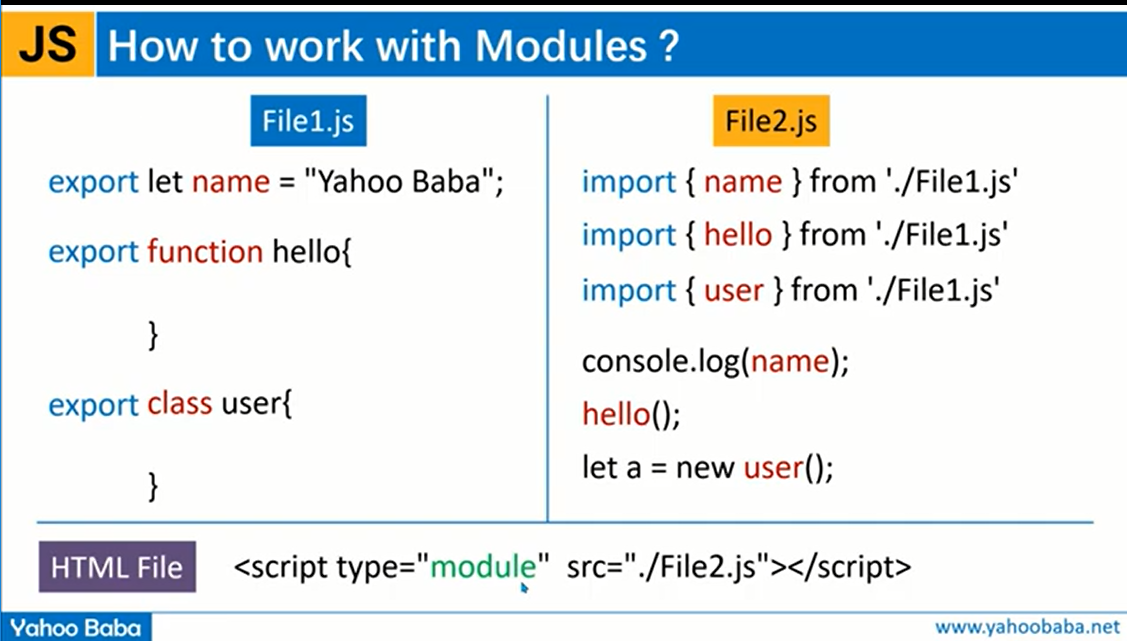 JS How to work with Modules ?
File1.js
export let name = "Yahoo Baba";
export function hello{
}
export class user{
}
File2.js
import { name } from './File1.js'
import { hello } from './File1.js'
import { user } from './File1.js'
console.log(name);
hello();
let a = new user();
HTML File <script type="module" src="./File2.js"></script>
Yahoo Baba www.yahoobaba.net